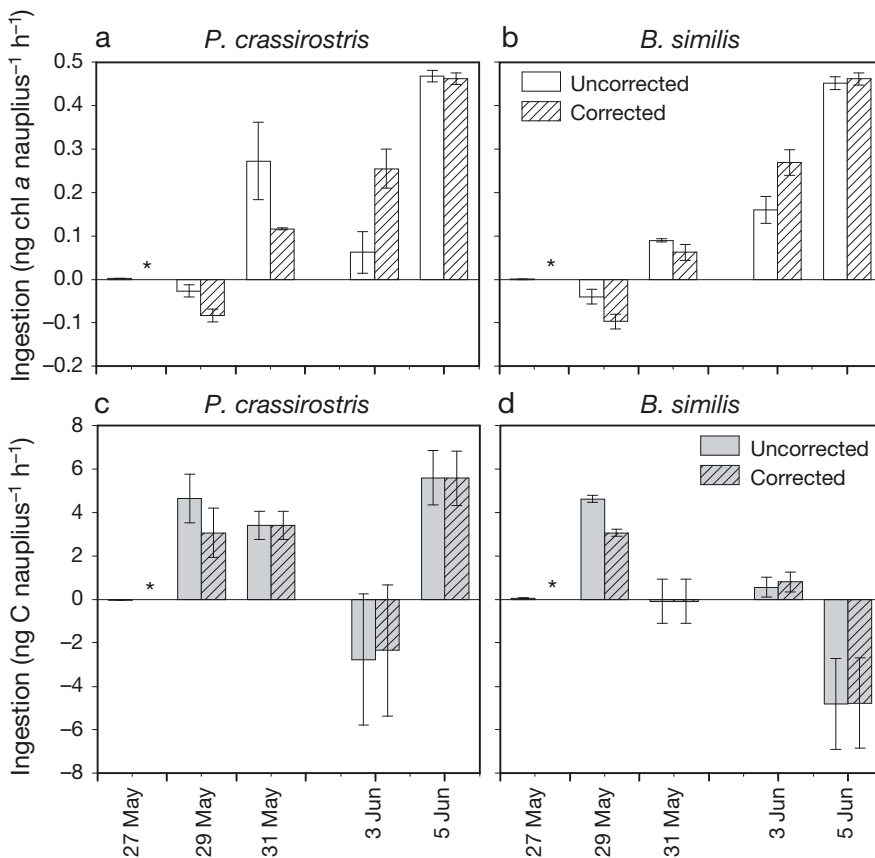 a P. crassirostris
b B. similis
Ingestion (ng chl a nauplius⁻¹ h⁻¹)
0.5
0.4
0.3
0.2
0.1
0.0
–0.1
–0.2
*
Uncorrected
Corrected
*
c P. crassirostris
d B. similis
Ingestion (ng C nauplius⁻¹ h⁻¹)
8
6
4
2
0
–2
–4
–6
–8
*
Uncorrected
Corrected
*
27 May
29 May
31 May
3 Jun
5 Jun
27 May
29 May
31 May
3 Jun
5 Jun